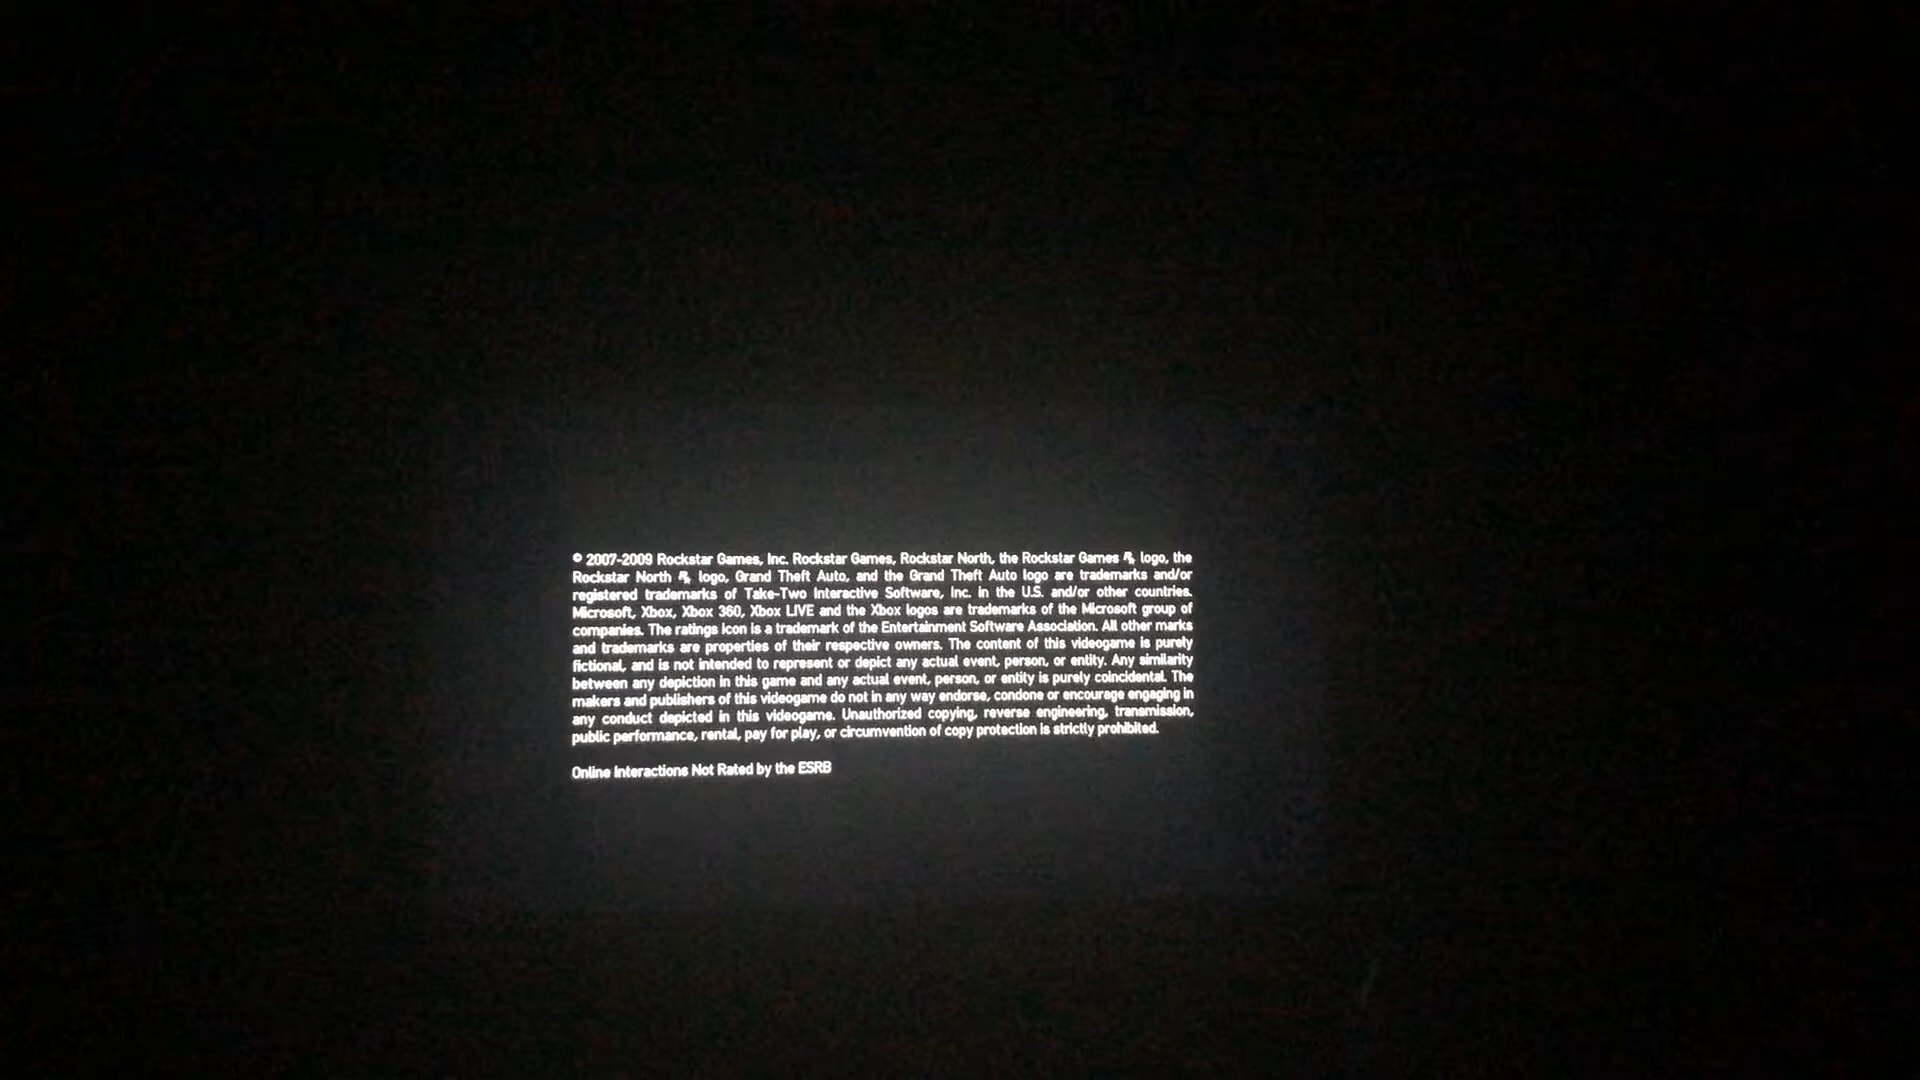 © 2007-2009 Rockstar Games, Inc. Rockstar Games, Rockstar North, the Rockstar Games R* logo, the
Rockstar North R* logo, Grand Theft Auto, and the Grand Theft Auto logo are trademarks and/or
registered trademarks of Take-Two Interactive Software, Inc. in the U.S. and/or other countries.
Microsoft, Xbox, Xbox 360, Xbox LIVE and the Xbox logos are trademarks of the Microsoft group of
companies. The ratings icon is a trademark of the Entertainment Software Association. All other marks
and trademarks are properties of their respective owners. The content of this videogame is purely
fictional, and is not intended to represent or depict any actual event, person, or entity. Any similarity
between any depiction in this game and any actual event, person, or entity is purely coincidental. The
makers and publishers of this videogame do not in any way endorse, condone or encourage engaging in
any conduct depicted in this videogame. Unauthorized copying, reverse engineering, transmission,
public performance, rental, pay for play, or circumvention of copy protection is strictly prohibited.
Online Interactions Not Rated by the ESRB